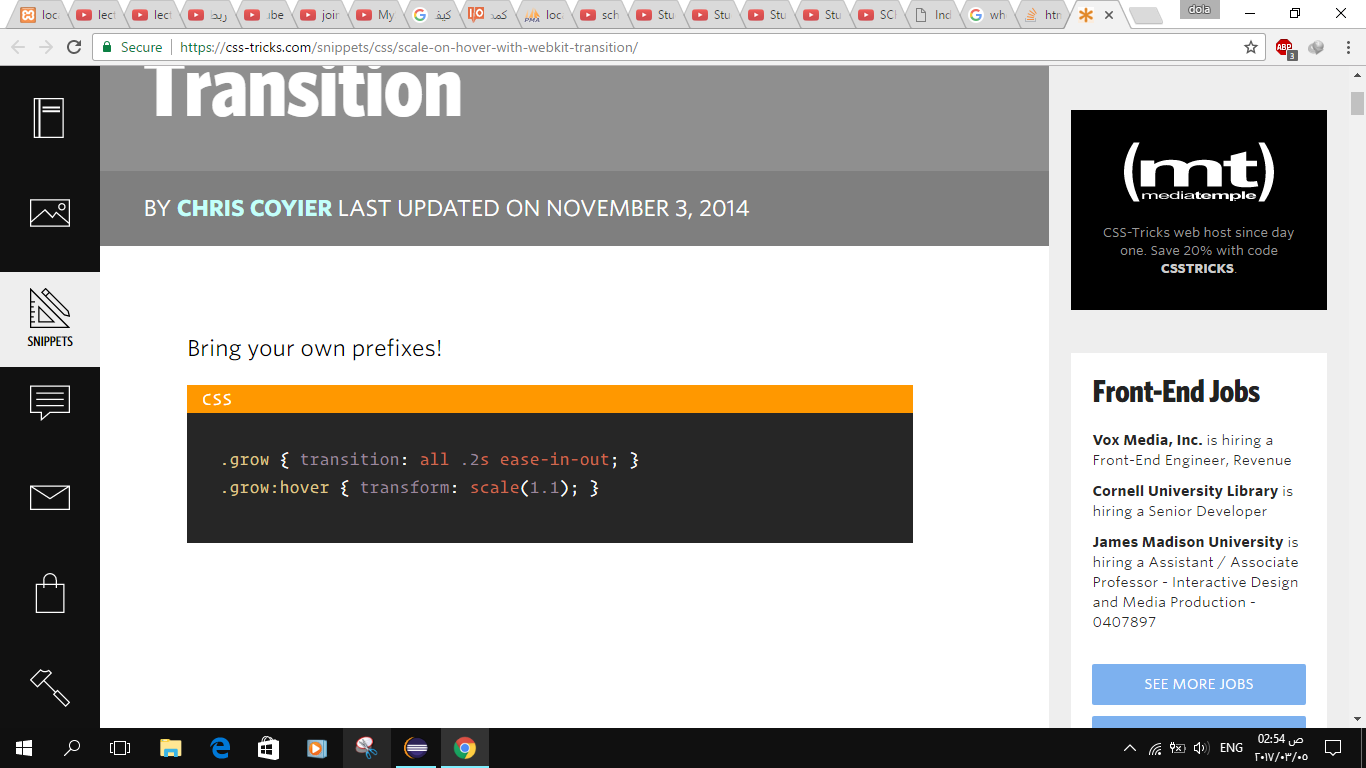 loc
lect
lect
ربط
ube
join
My
كيف
كمد
loc
sch
Stu
Stu
Stu
Stu
SCI
Ind
wh
htm
dola
Secure
https://css-tricks.com/snippets/css/scale-on-hover-with-webkit-transition/
ABP
3
Transition
BY CHRIS COYIER LAST UPDATED ON NOVEMBER 3, 2014
SNIPPETS
Bring your own prefixes!
CSS
.grow { transition: all .2s ease-in-out; }
.grow:hover { transform: scale(1.1); }
(mt)
mediatemple
CSS-Tricks web host since day
one. Save 20% with code
CSSTRICKS.
Front-End Jobs
Vox Media, Inc. is hiring a
Front-End Engineer, Revenue
Cornell University Library is
hiring a Senior Developer
James Madison University is
hiring a Assistant / Associate
Professor - Interactive Design
and Media Production -
0407897
SEE MORE JOBS
ENG
02:54 ص
٢٠١٧/٠٣/٠٥